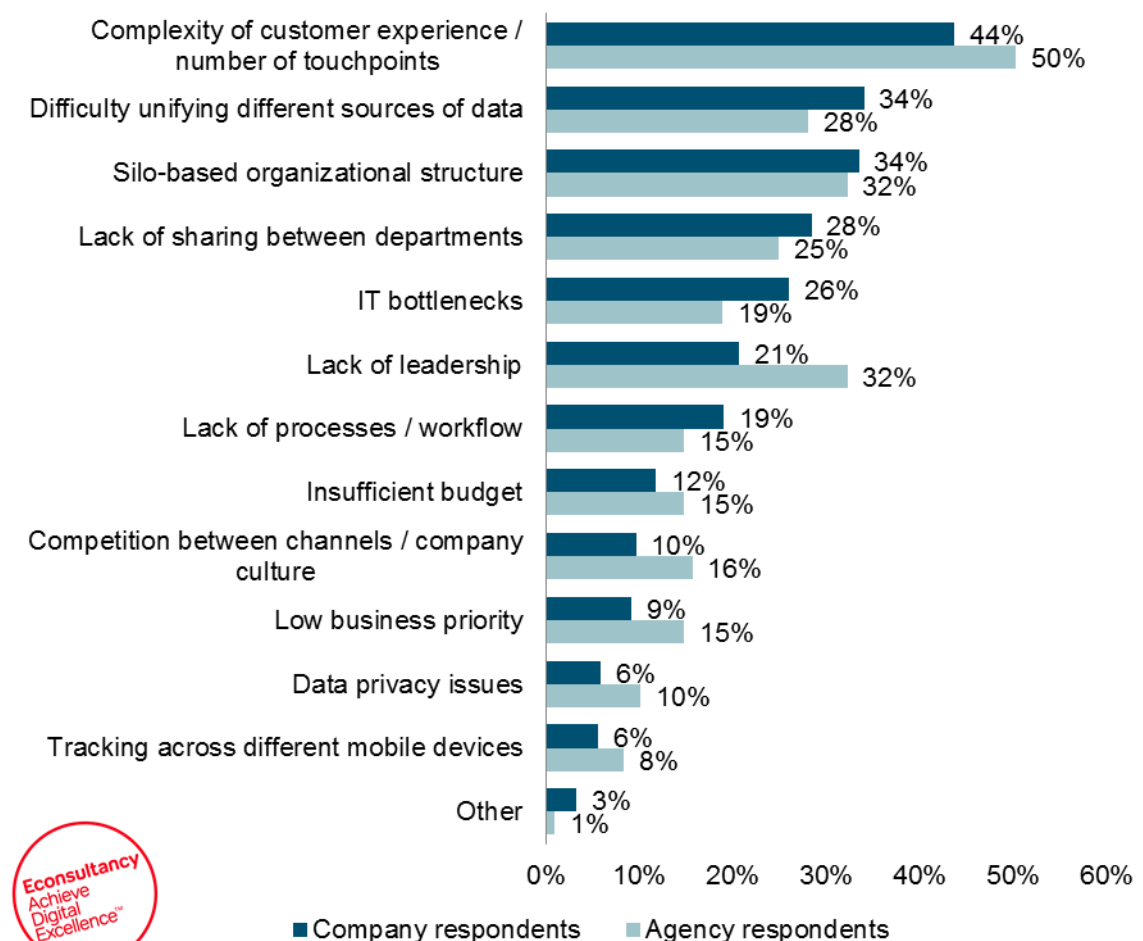 Complexity of customer experience /
number of touchpoints
44%
50%
Difficulty unifying different sources of data
34%
28%
Silo-based organizational structure
34%
32%
Lack of sharing between departments
28%
25%
IT bottlenecks
26%
19%
Lack of leadership
21%
32%
Lack of processes / workflow
19%
15%
Insufficient budget
12%
15%
Competition between channels / company
culture
10%
16%
Low business priority
9%
15%
Data privacy issues
6%
10%
Tracking across different mobile devices
6%
8%
Other
3%
1%
0% 10% 20% 30% 40% 50% 60%
Company respondents Agency respondents
Econsultancy
Achieve
Digital
Excellence™